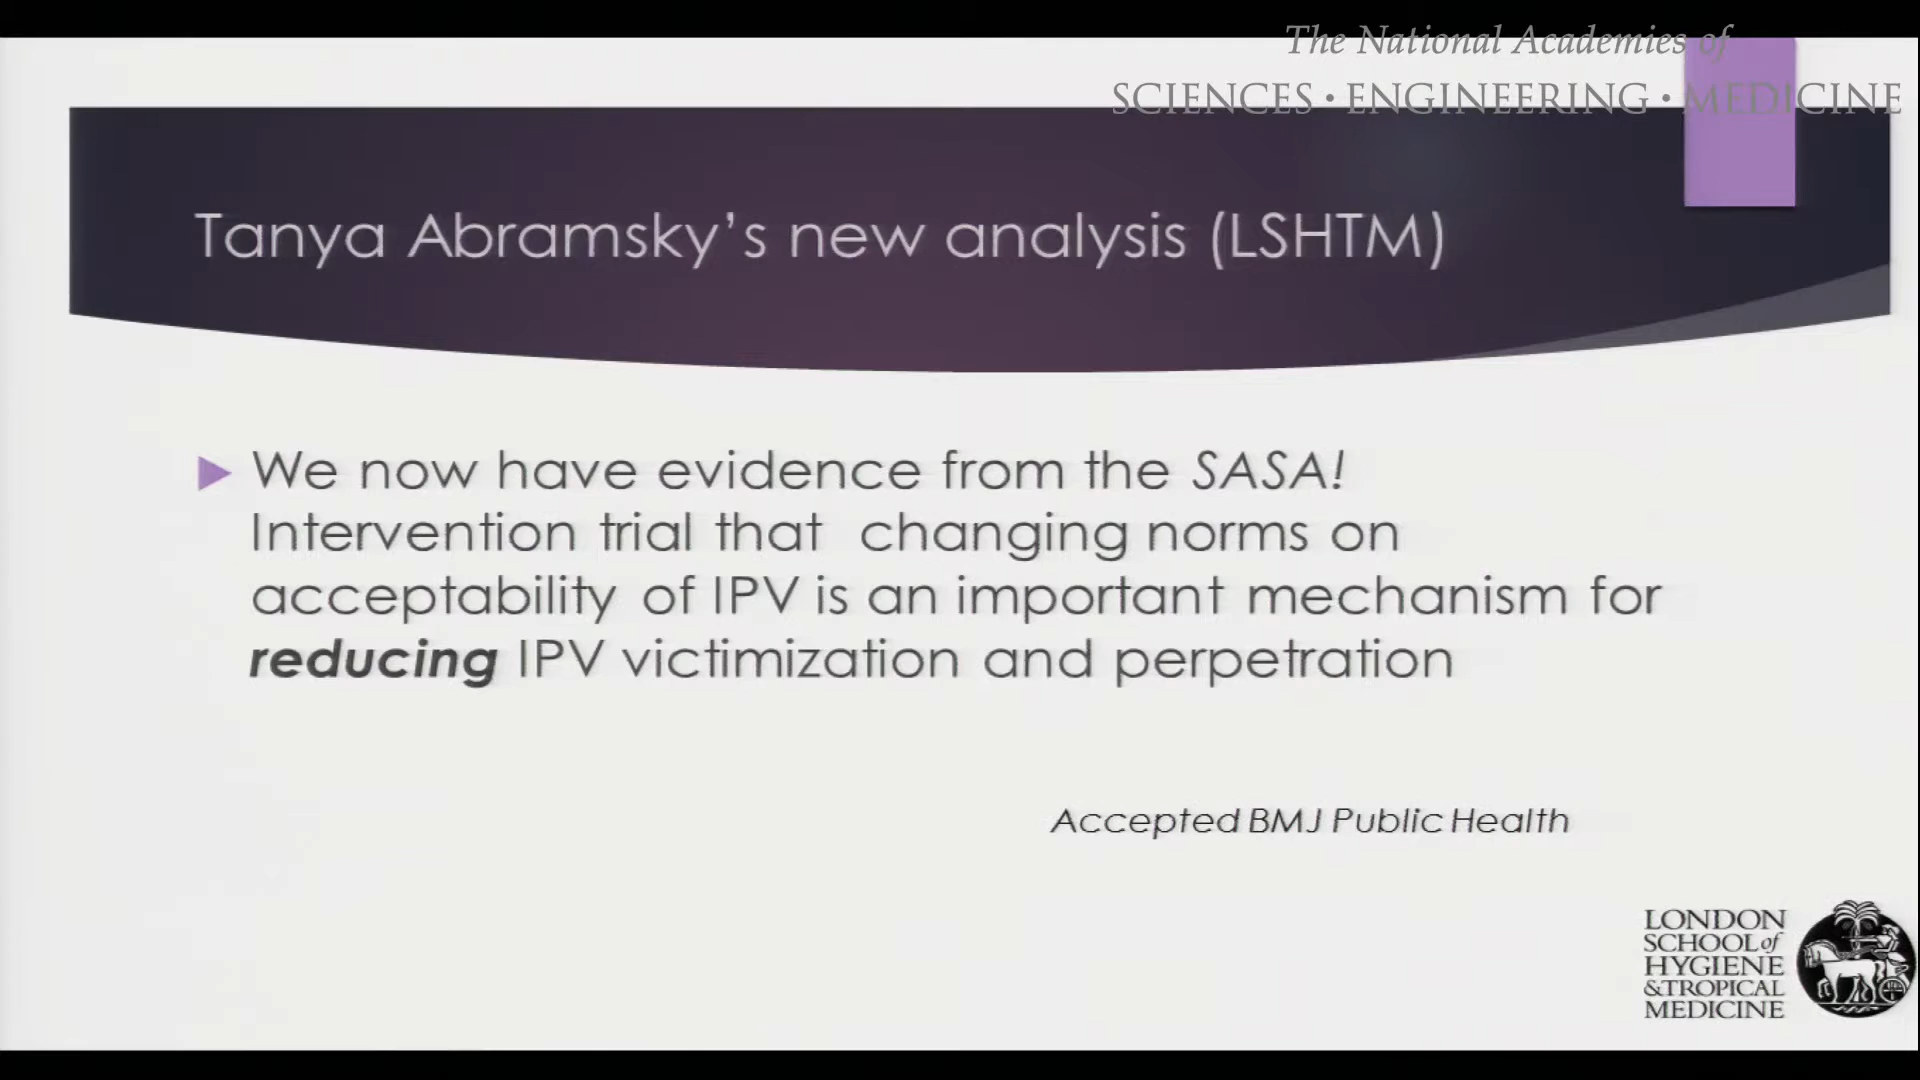 The National Academies of
SCIENCES • ENGINEERING • MEDICINE
Tanya Abramsky’s new analysis (LSHTM)
We now have evidence from the SASA!
Intervention trial that changing norms on
acceptability of IPV is an important mechanism for
reducing IPV victimization and perpetration
Accepted BMJ Public Health
LONDON
SCHOOL of
HYGIENE
& TROPICAL
MEDICINE